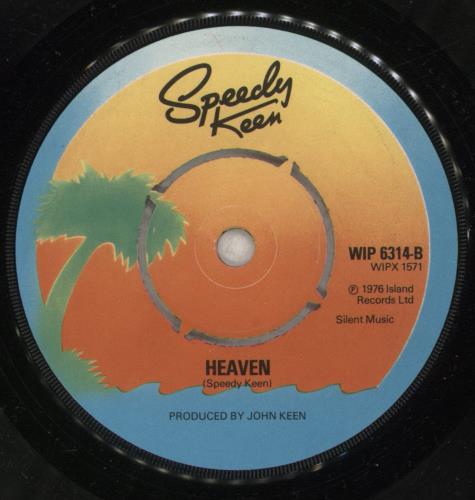 Speedy
Keen
WIP 6314-B
WIPX 1571
℗ 1976 Island
Records Ltd
Silent Music
HEAVEN
(Speedy Keen)
PRODUCED BY JOHN KEEN